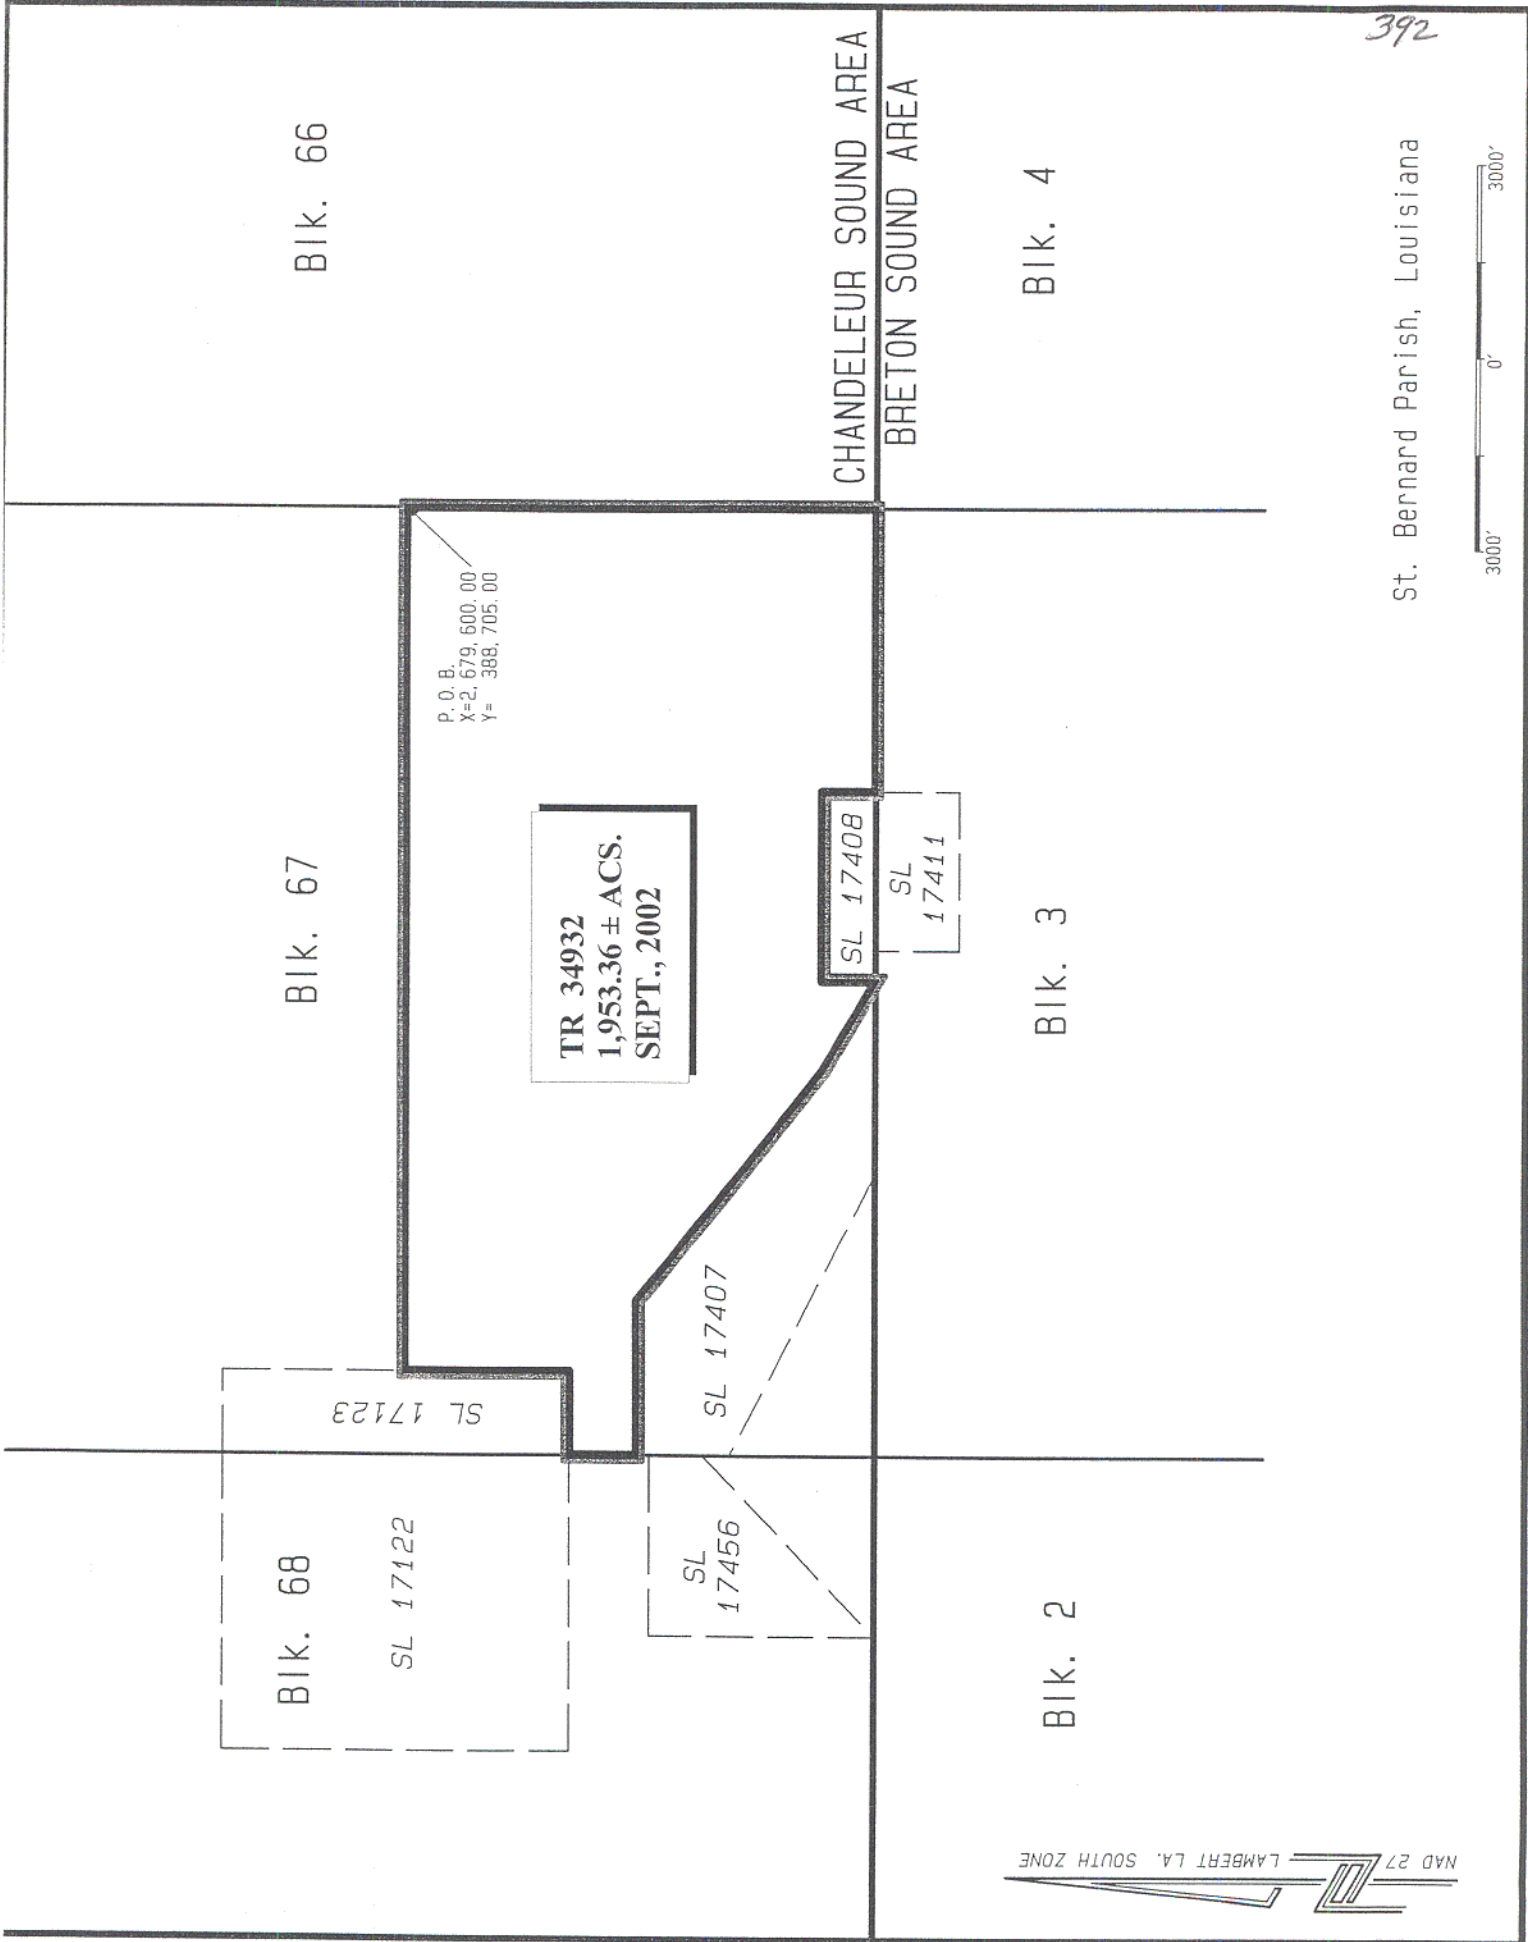 392
Blk. 68
SL 17122
SL 17123
Blk. 67
Blk. 66
P.O.B.
X=2,679,600.00
Y= 388,705.00
TR 34932
1,953.36 ± ACS.
SEPT., 2002
SL
17456
SL 17407
SL 17408
CHANDELEUR SOUND AREA
BRETON SOUND AREA
SL
17411
Blk. 2
Blk. 3
Blk. 4
NAD 27
LAMBERT LA. SOUTH ZONE
St. Bernard Parish, Louisiana
3000' 0' 3000'